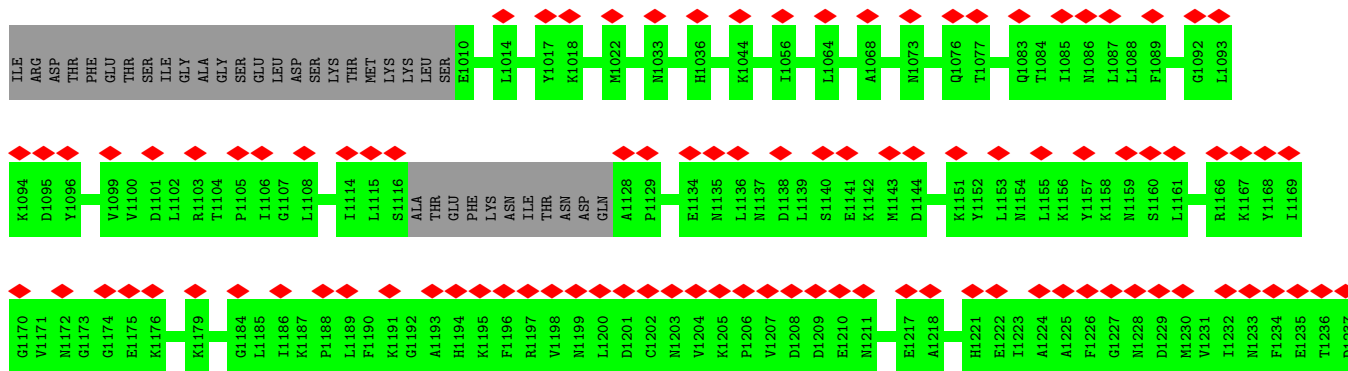 ILE ARG ASP THR PHE GLU THR SER ILE GLY ALA GLY SER GLU LEU ASP SER LYS THR MET LYS LYS LEU SER E1010 L1014 Y1017 K1018 M1022 N1033 H1036 K1044 I1056 L1064 A1068 N1073 Q1076 T1077 Q1083 T1084 I1085 N1086 L1087 L1088 F1089 G1092 L1093
K1094 D1095 Y1096 V1099 V1100 D1101 L1102 R1103 T1104 P1105 I1106 G1107 L1108 I1114 L1115 S1116 ALA THR GLU PHE LYS ASN ILE THR ASN ASP GLN A1128 P1129 E1134 N1135 L1136 N1137 D1138 L1139 S1140 E1141 K1142 M1143 D1144 K1151 Y1152 L1153 N1154 L1155 K1156 Y1157 K1158 N1159 S1160 L1161 R1166 K1167 Y1168 I1169
G1170 V1171 N1172 G1173 G1174 E1175 K1176 K1179 G1184 L1185 I1186 K1187 P1188 L1189 F1190 K1191 G1192 A1193 H1194 K1195 F1196 R1197 V1198 N1199 L1200 D1201 C1202 N1203 V1204 K1205 P1206 V1207 D1208 D1209 E1210 N1211 E1217 A1218 H1221 E1222 I1223 A1224 A1225 F1226 G1227 N1228 D1229 M1230 V1231 I1232 N1233 F1234 E1235 T1236 D1237